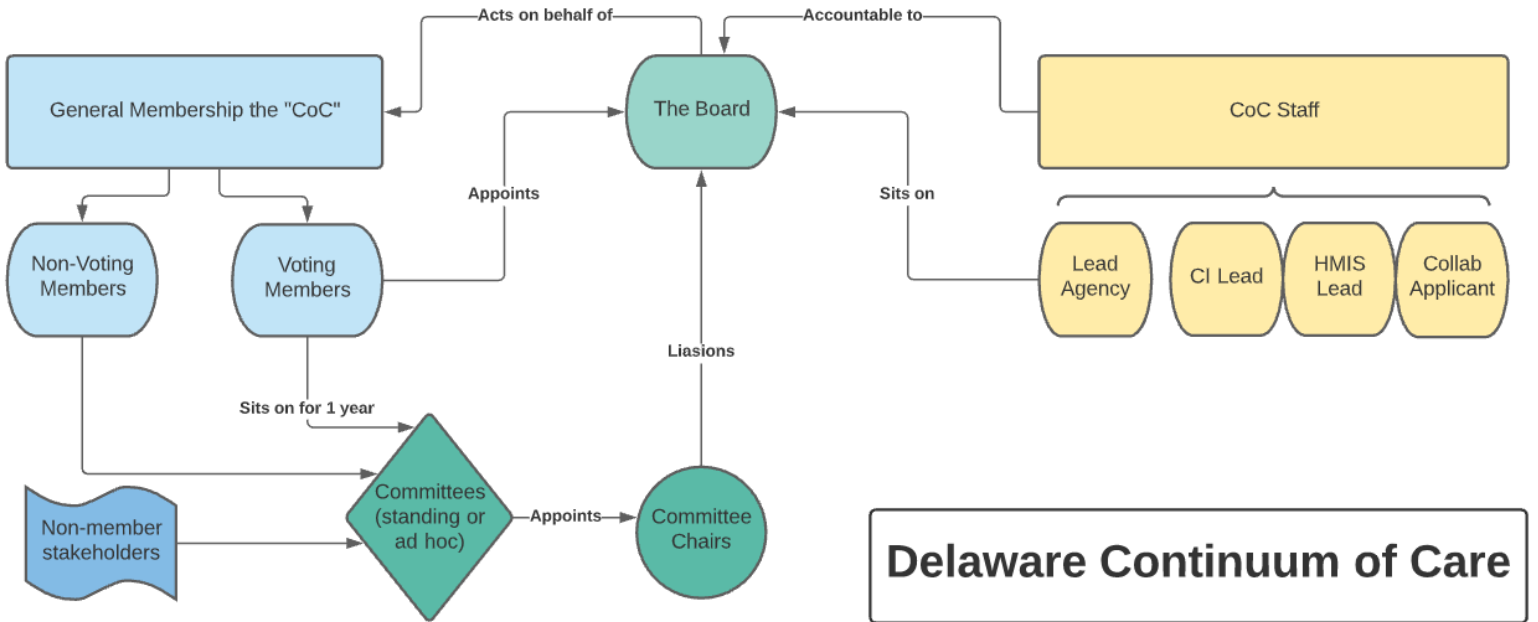 Acts on behalf of
Accountable to
General Membership the "CoC"
The Board
CoC Staff
Appoints
Sits on
Non-Voting
Members
Voting
Members
Lead
Agency
CI Lead
HMIS
Lead
Collab
Applicant
Liasions
Sits on for 1 year
Non-member
stakeholders
Committees
(standing or
ad hoc)
Appoints
Committee
Chairs
Delaware Continuum of Care